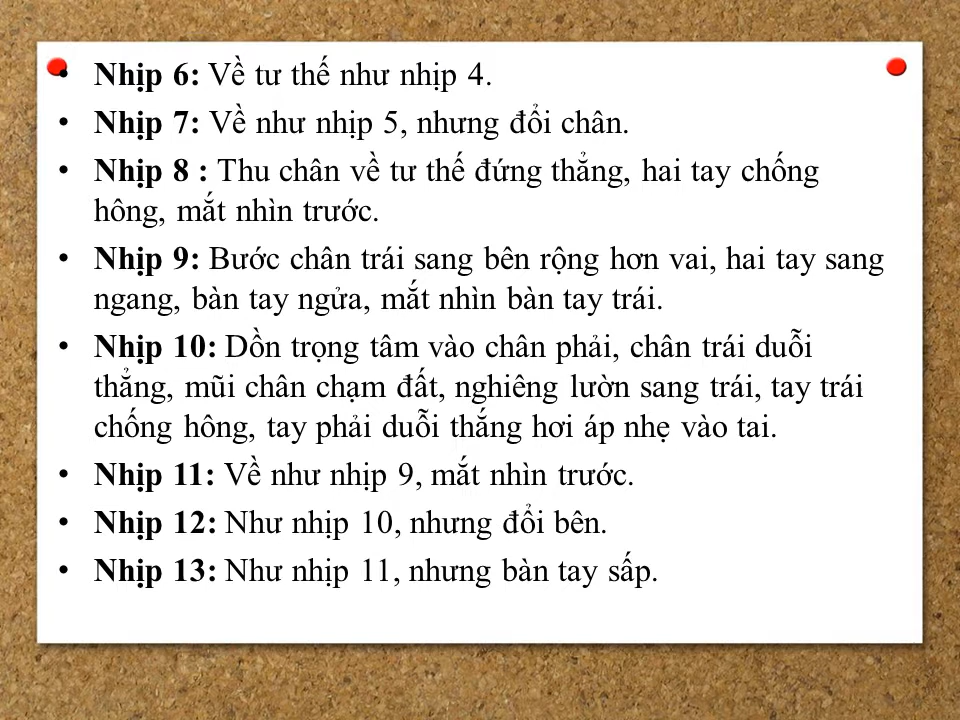 • Nhịp 6: Về tư thế như nhịp 4.
• Nhịp 7: Về như nhịp 5, nhưng đổi chân.
• Nhịp 8 : Thu chân về tư thế đứng thẳng, hai tay chống
hông, mắt nhìn trước.
• Nhịp 9: Bước chân trái sang bên rộng hơn vai, hai tay sang
ngang, bàn tay ngửa, mắt nhìn bàn tay trái.
• Nhịp 10: Dồn trọng tâm vào chân phải, chân trái duỗi
thẳng, mũi chân chạm đất, nghiêng lườn sang trái, tay trái
chống hông, tay phải duỗi thắng hơi áp nhẹ vào tai.
• Nhịp 11: Về như nhịp 9, mắt nhìn trước.
• Nhịp 12: Như nhịp 10, nhưng đổi bên.
• Nhịp 13: Như nhịp 11, nhưng bàn tay sấp.